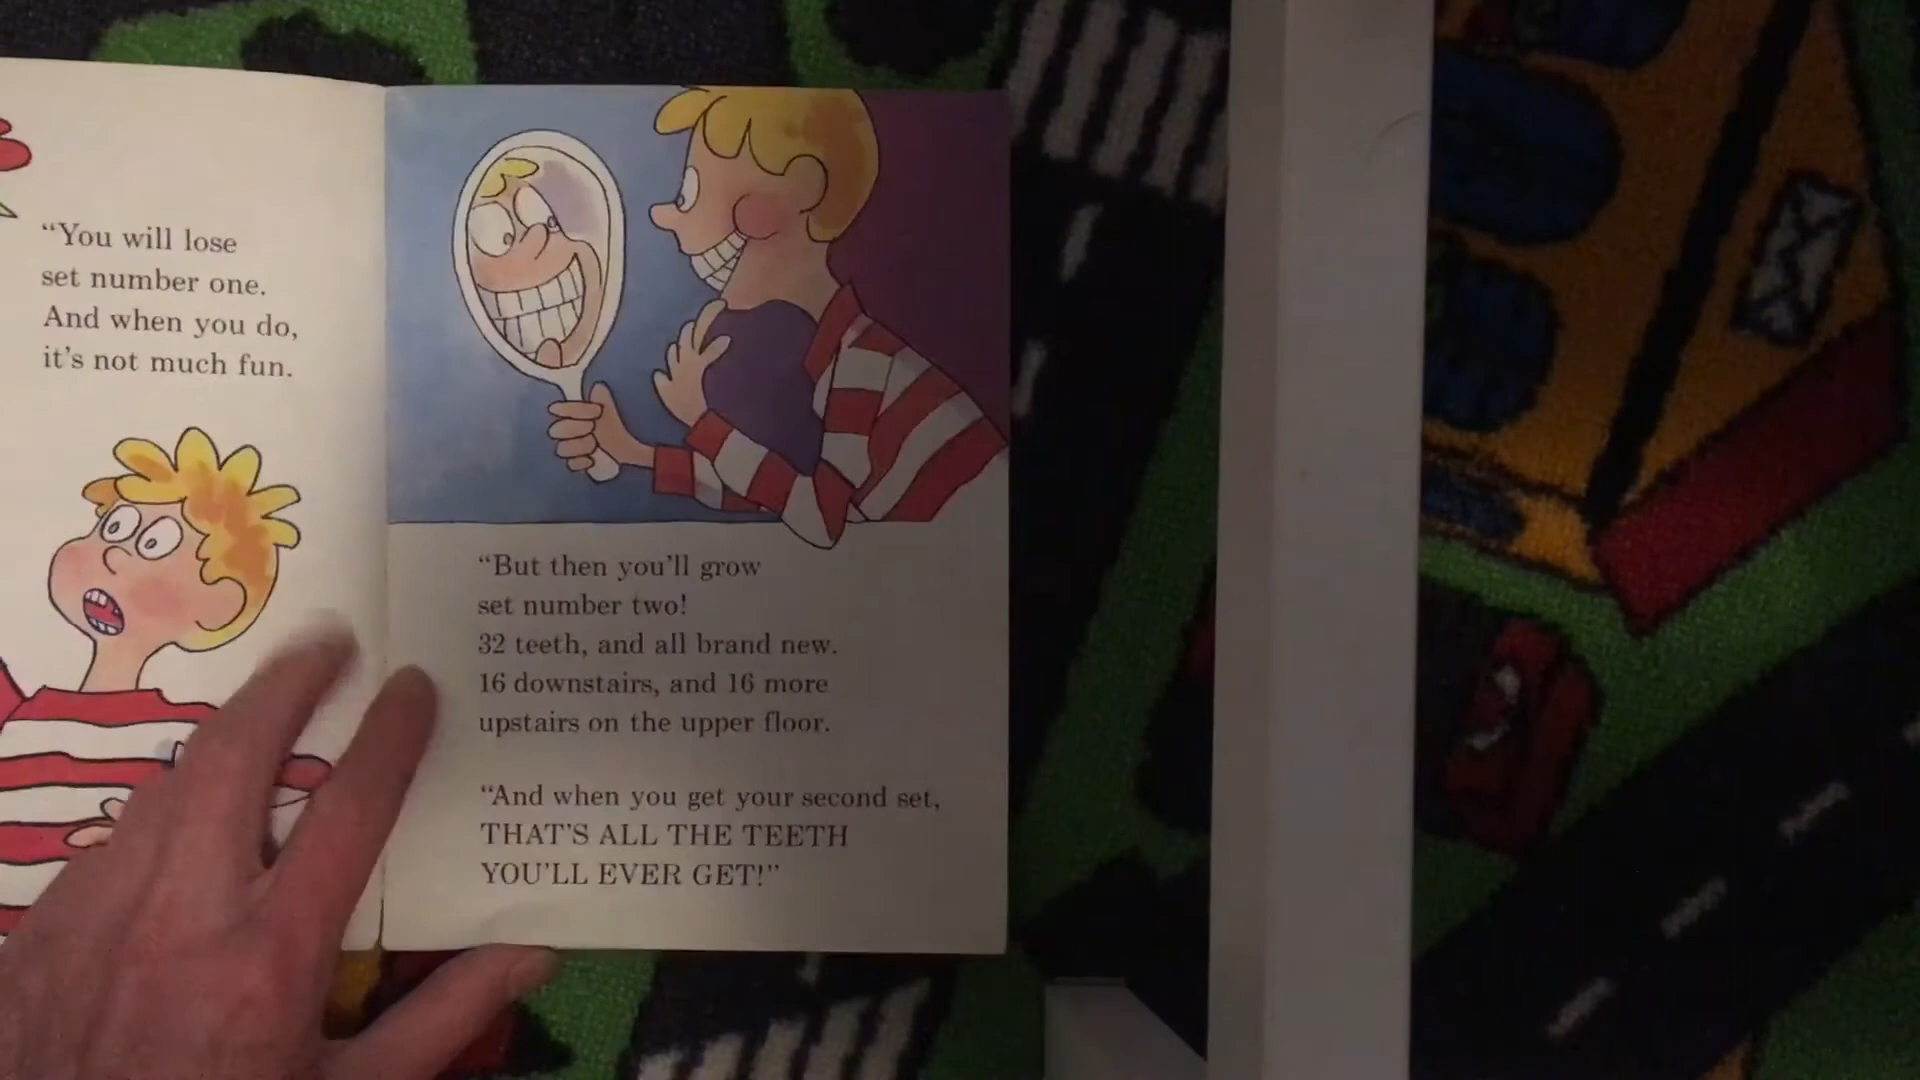 “You will lose
set number one.
And when you do,
it’s not much fun.
“But then you’ll grow
set number two!
32 teeth, and all brand new.
16 downstairs, and 16 more
upstairs on the upper floor.
“And when you get your second set,
THAT’S ALL THE TEETH
YOU’LL EVER GET!”